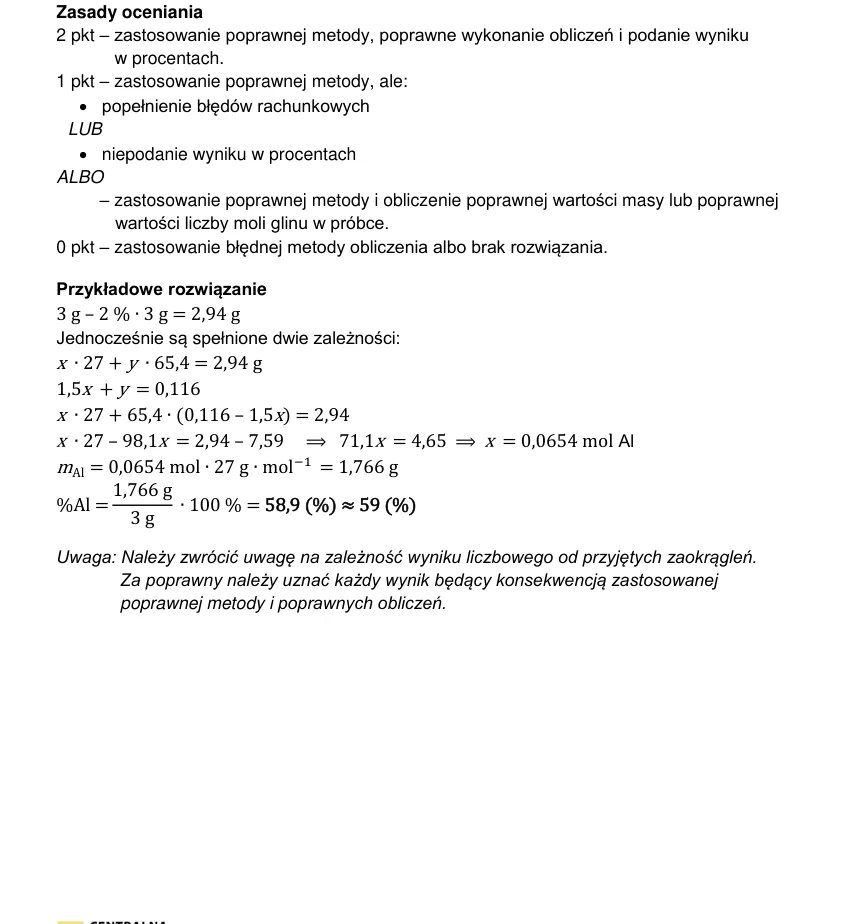 Zasady oceniania
2 pkt – zastosowanie poprawnej metody, poprawne wykonanie obliczeń i podanie wyniku
w procentach.
1 pkt – zastosowanie poprawnej metody, ale:
• popełnienie błędów rachunkowych
LUB
• niepodanie wyniku w procentach
ALBO
– zastosowanie poprawnej metody i obliczenie poprawnej wartości masy lub poprawnej
wartości liczby moli glinu w próbce.
0 pkt – zastosowanie błędnej metody obliczenia albo brak rozwiązania.
Przykładowe rozwiązanie
3 g – 2 % · 3 g = 2,94 g
Jednocześnie są spełnione dwie zależności:
x · 27 + y · 65,4 = 2,94 g
1,5x + y = 0,116
x · 27 + 65,4 · (0,116 – 1,5x) = 2,94
x · 27 – 98,1x = 2,94 – 7,59 ⟹ 71,1x = 4,65 ⟹ x = 0,0654 mol Al
m_Al = 0,0654 mol · 27 g · mol⁻¹ = 1,766 g
%Al = 1,766 g / 3 g · 100 % = 58,9 (%) ≈ 59 (%)
Uwaga: Należy zwrócić uwagę na zależność wyniku liczbowego od przyjętych zaokrągleń.
Za poprawny należy uznać każdy wynik będący konsekwencją zastosowanej
poprawnej metody i poprawnych obliczeń.